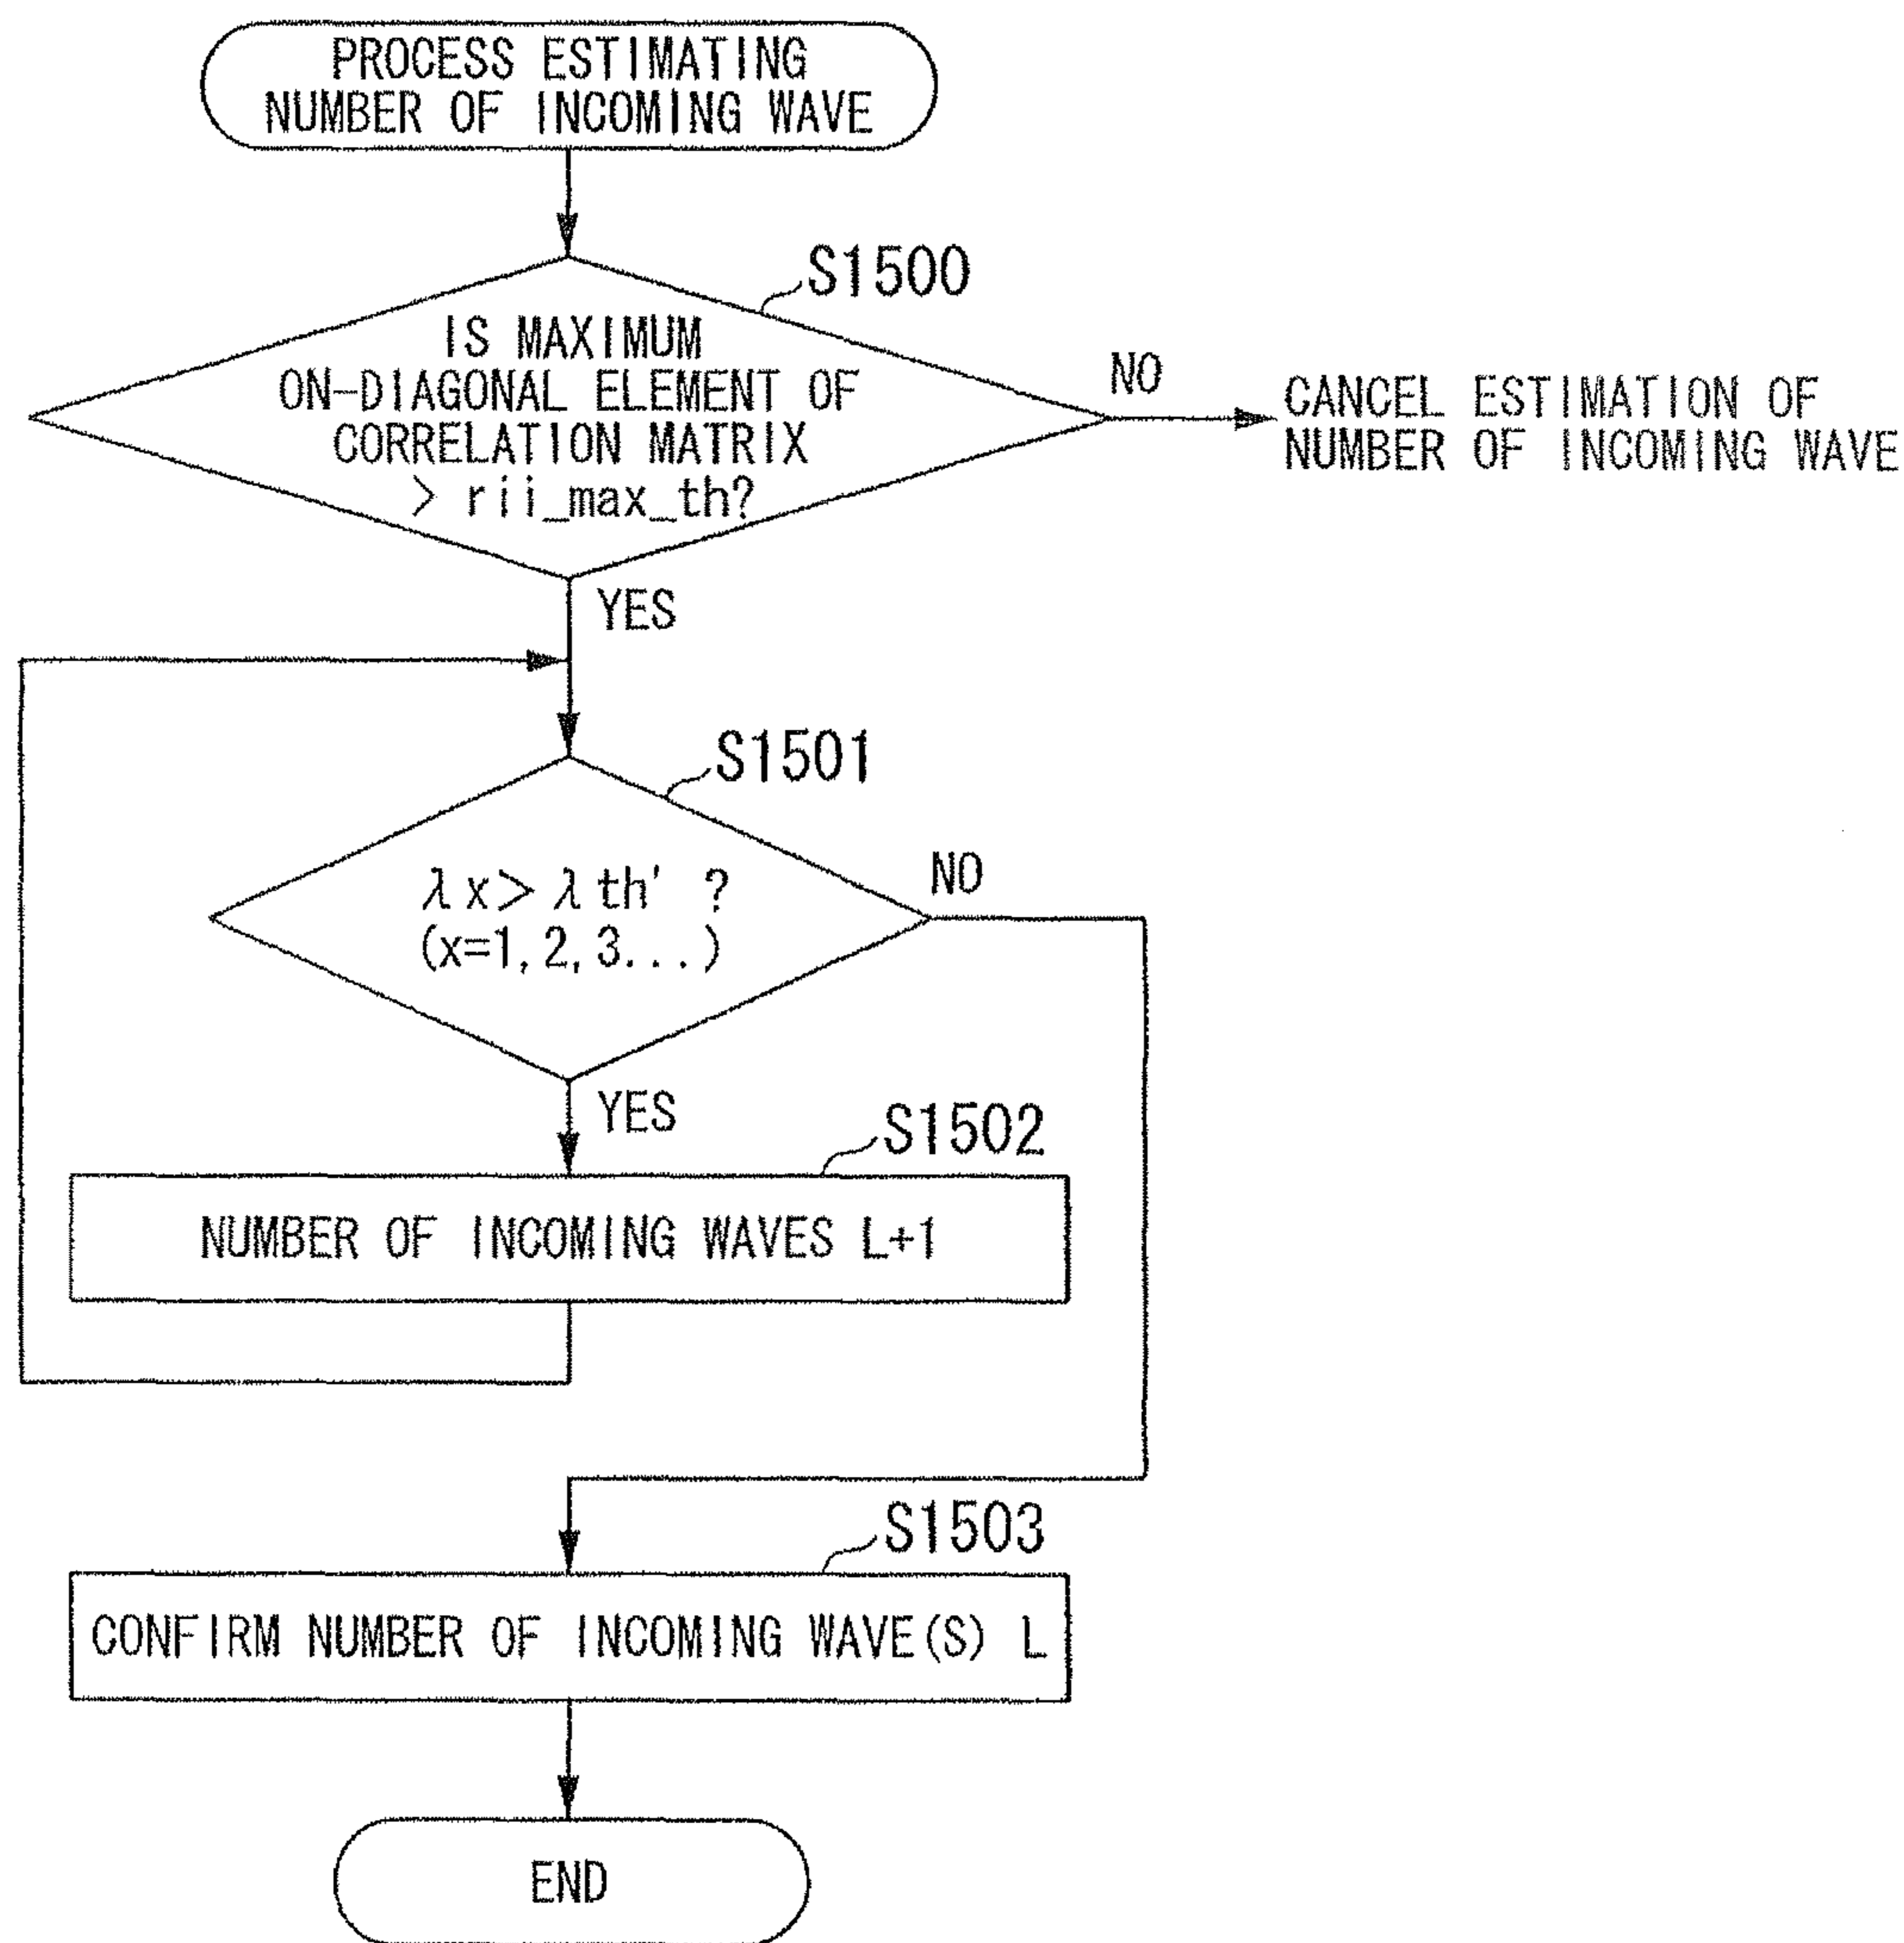 PROCESS ESTIMATING
NUMBER OF INCOMING WAVE
S1500
IS MAXIMUM
ON-DIAGONAL ELEMENT OF
CORRELATION MATRIX
> rii_max_th?
NO
CANCEL ESTIMATION OF
NUMBER OF INCOMING WAVE
YES
S1501
λx> λth' ?
(x=1,2,3...)
NO
YES
S1502
NUMBER OF INCOMING WAVES L+1
S1503
CONFIRM NUMBER OF INCOMING WAVE(S) L
END